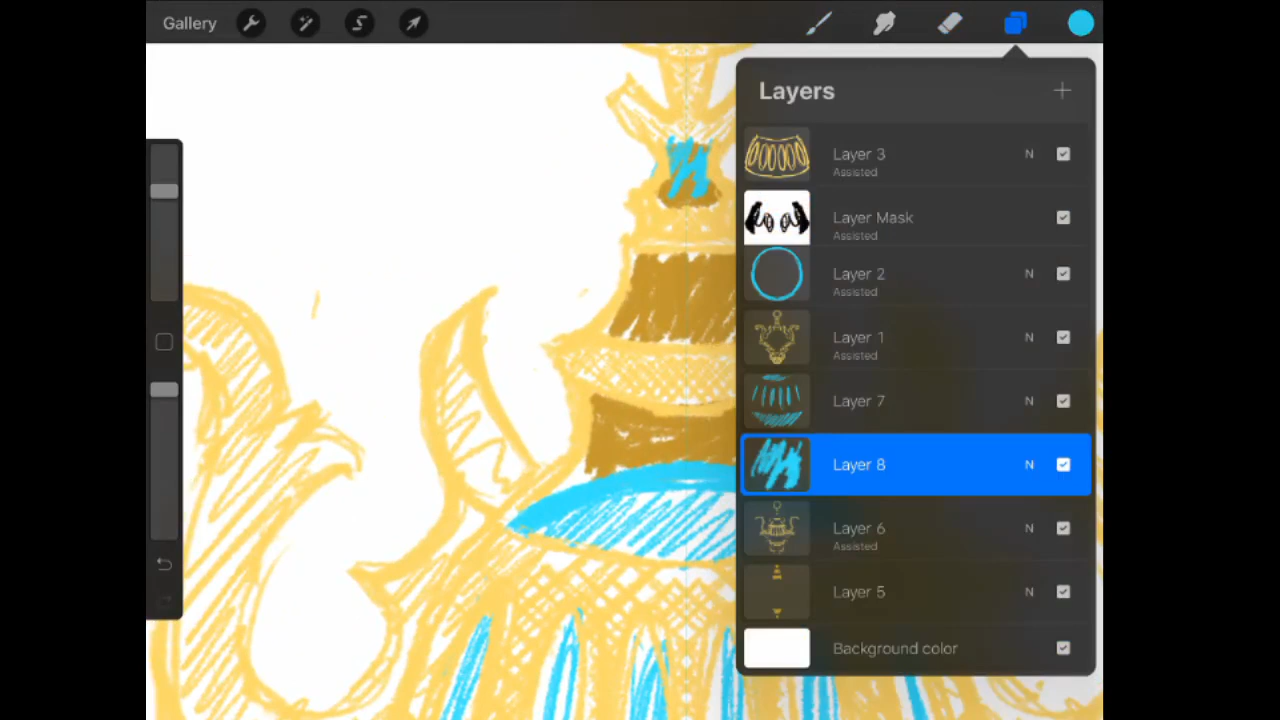 Gallery
Layers
Layer 3
N
Assisted
Layer Mask
Assisted
Layer 2
N
Assisted
Layer 1
N
Assisted
Layer 7
N
Layer 8
N
Layer 6
N
Assisted
Layer 5
N
Background color